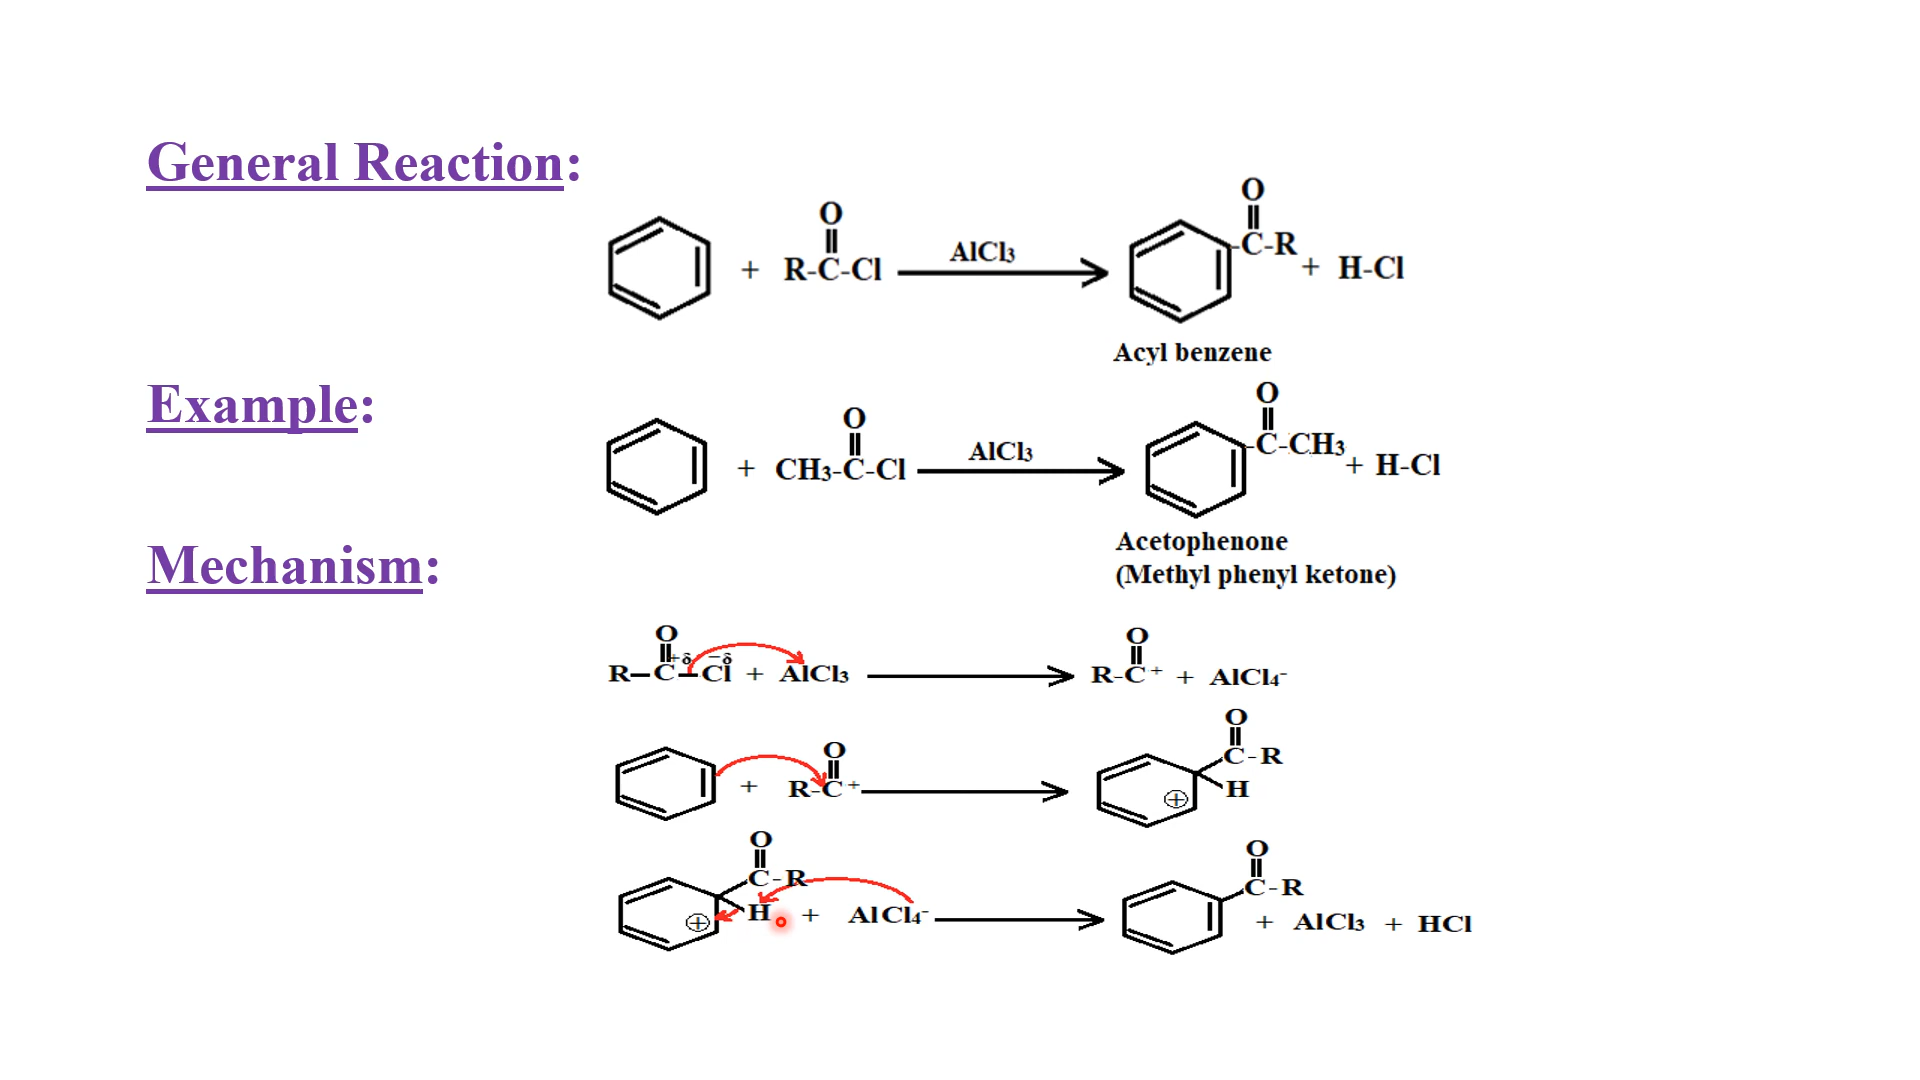 General Reaction:
O
O
+ R-C-Cl AlCl3 -C-R + H-Cl
Acyl benzene
Example:
O
O
+ CH3-C-Cl AlCl3 -C-CH3 + H-Cl
Acetophenone
(Methyl phenyl ketone)
Mechanism:
O O
+δ −δ
R–C–Cl + AlCl3 R-C+ + AlCl4-
O
O C-R
+ R-C+ + H
O O
C-R C-R
+ H + AlCl4- + AlCl3 + HCl